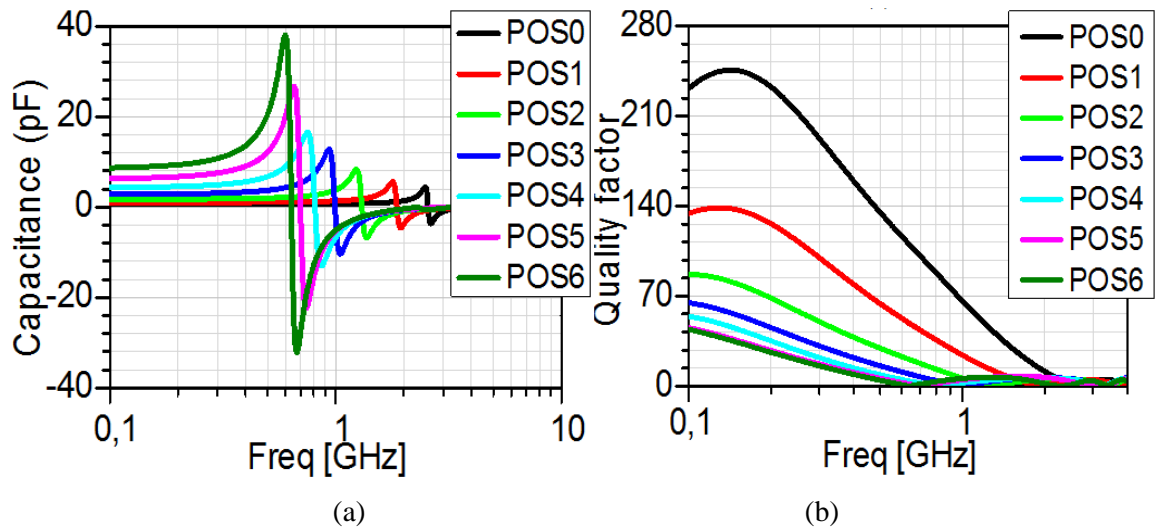 40
20
0
-20
-40
Capacitance (pF)
0,1
1
10
Freq [GHz]
POS0
POS1
POS2
POS3
POS4
POS5
POS6
(a)
280
210
140
70
0
Quality factor
0,1
1
Freq [GHz]
POS0
POS1
POS2
POS3
POS4
POS5
POS6
(b)